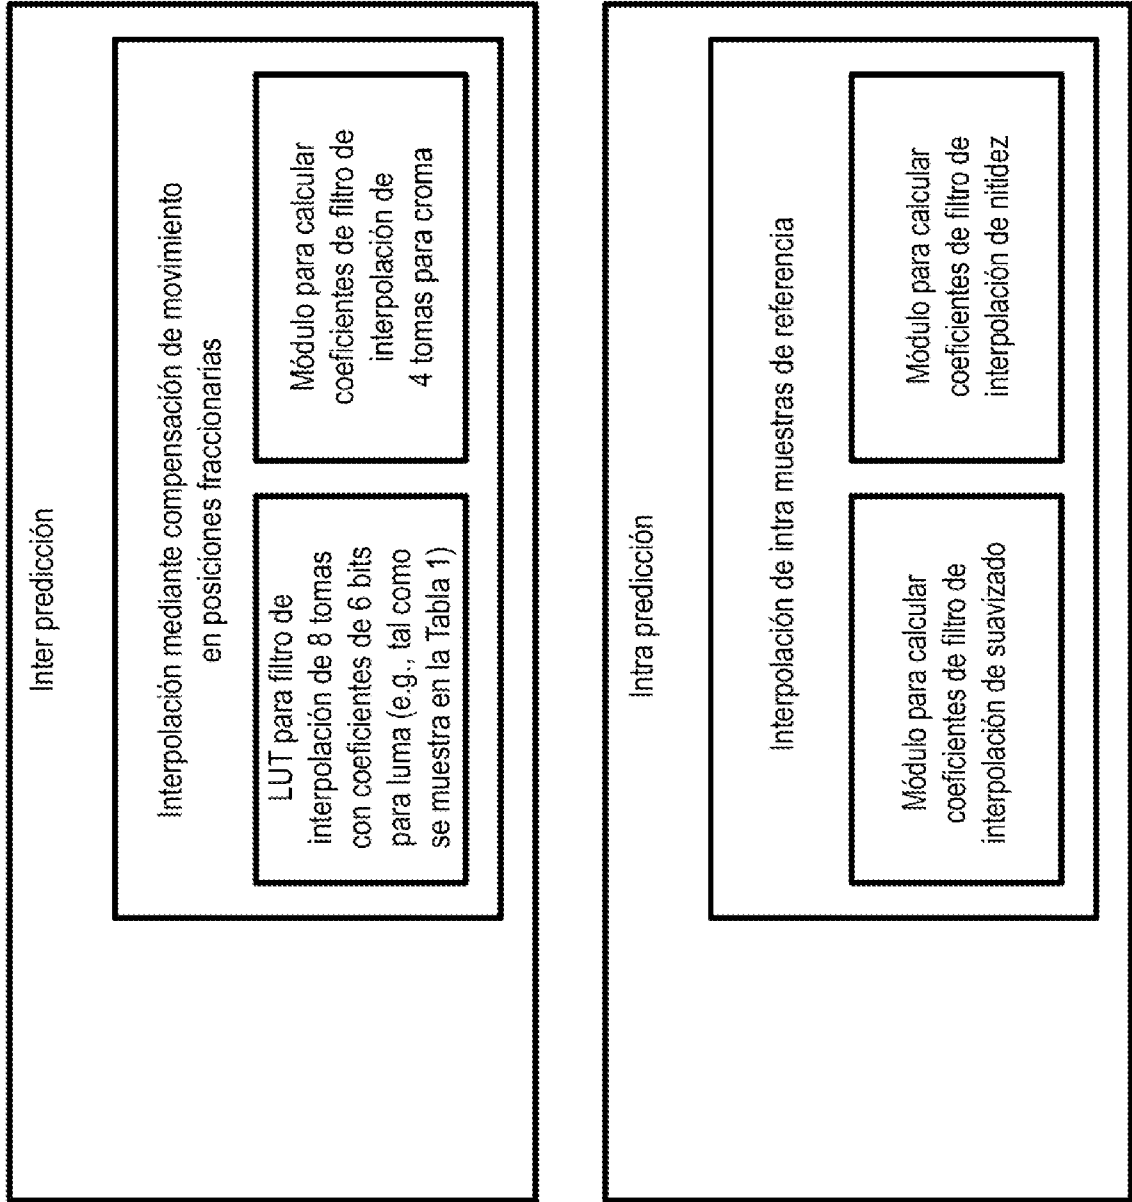 Inter predicción
Interpolación mediante compensación de movimiento
en posiciones fraccionarias
LUT para filtro de
interpolación de 8 tomas
con coeficientes de 6 bits
para luma (e.g., tal como
se muestra en la Tabla 1)
Módulo para calcular
coeficientes de filtro de
interpolación de
4 tomas para croma
Intra predicción
Interpolación de intra muestras de referencia
Módulo para calcular
coeficientes de filtro de
interpolación de suavizado
Módulo para calcular
coeficientes de filtro de
interpolación de nitidez